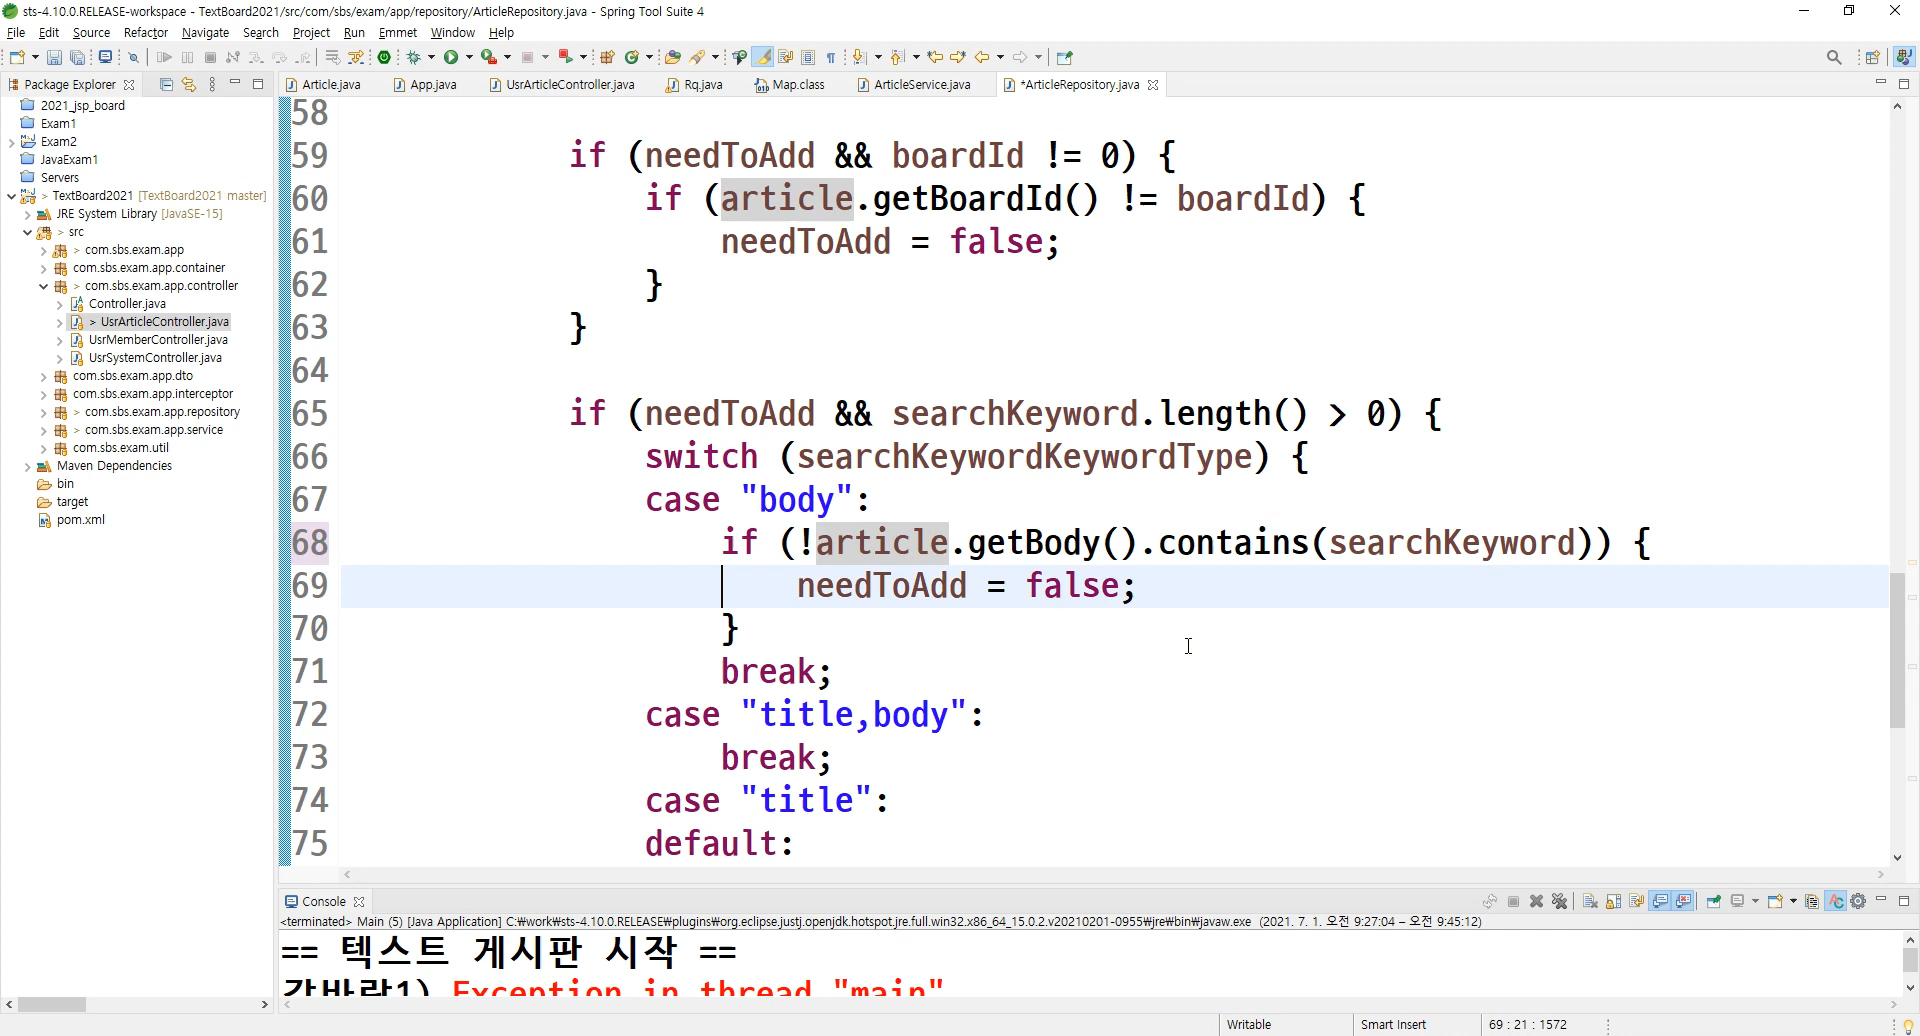 sts-4.10.0.RELEASE-workspace - TextBoard2021/src/com/sbs/exam/app/repository/ArticleRepository.java - Spring Tool Suite 4
File Edit Source Refactor Navigate Search Project Run Emmet Window Help
Package Explorer
Article.java App.java UsrArticleController.java Rq.java Map.class ArticleService.java *ArticleRepository.java
2021_jsp_board
Exam1
Exam2
JavaExam1
Servers
> TextBoard2021 [TextBoard2021 master]
JRE System Library [JavaSE-15]
> src
> com.sbs.exam.app
com.sbs.exam.app.container
> com.sbs.exam.app.controller
Controller.java
> UsrArticleController.java
UsrMemberController.java
UsrSystemController.java
com.sbs.exam.app.dto
com.sbs.exam.app.interceptor
> com.sbs.exam.app.repository
> com.sbs.exam.app.service
com.sbs.exam.util
Maven Dependencies
bin
target
pom.xml
58
59 if (needToAdd && boardId != 0) {
60 if (article.getBoardId() != boardId) {
61 needToAdd = false;
62 }
63 }
64
65 if (needToAdd && searchKeyword.length() > 0) {
66 switch (searchKeywordKeywordType) {
67 case "body":
68 if (!article.getBody().contains(searchKeyword)) {
69 needToAdd = false;
70 }
71 break;
72 case "title,body":
73 break;
74 case "title":
75 default:
Console
<terminated> Main (5) [Java Application] C:₩work₩sts-4.10.0.RELEASE₩plugins₩org.eclipse.justj.openjdk.hotspot.jre.full.win32.x86_64_15.0.2.v20210201-0955₩jre₩bin₩javaw.exe (2021. 7. 1. 오전 9:27:04 – 오전 9:45:12)
== 텍스트 게시판 시작 ==
Exception in thread "main"
Writable Smart Insert 69 : 21 : 1572